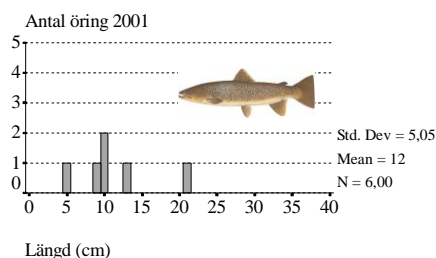 Antal öring 2001
5
4
3
2
1
0
0 5 10 15 20 25 30 35 40
Std. Dev = 5,05
Mean = 12
N = 6,00
Längd (cm)